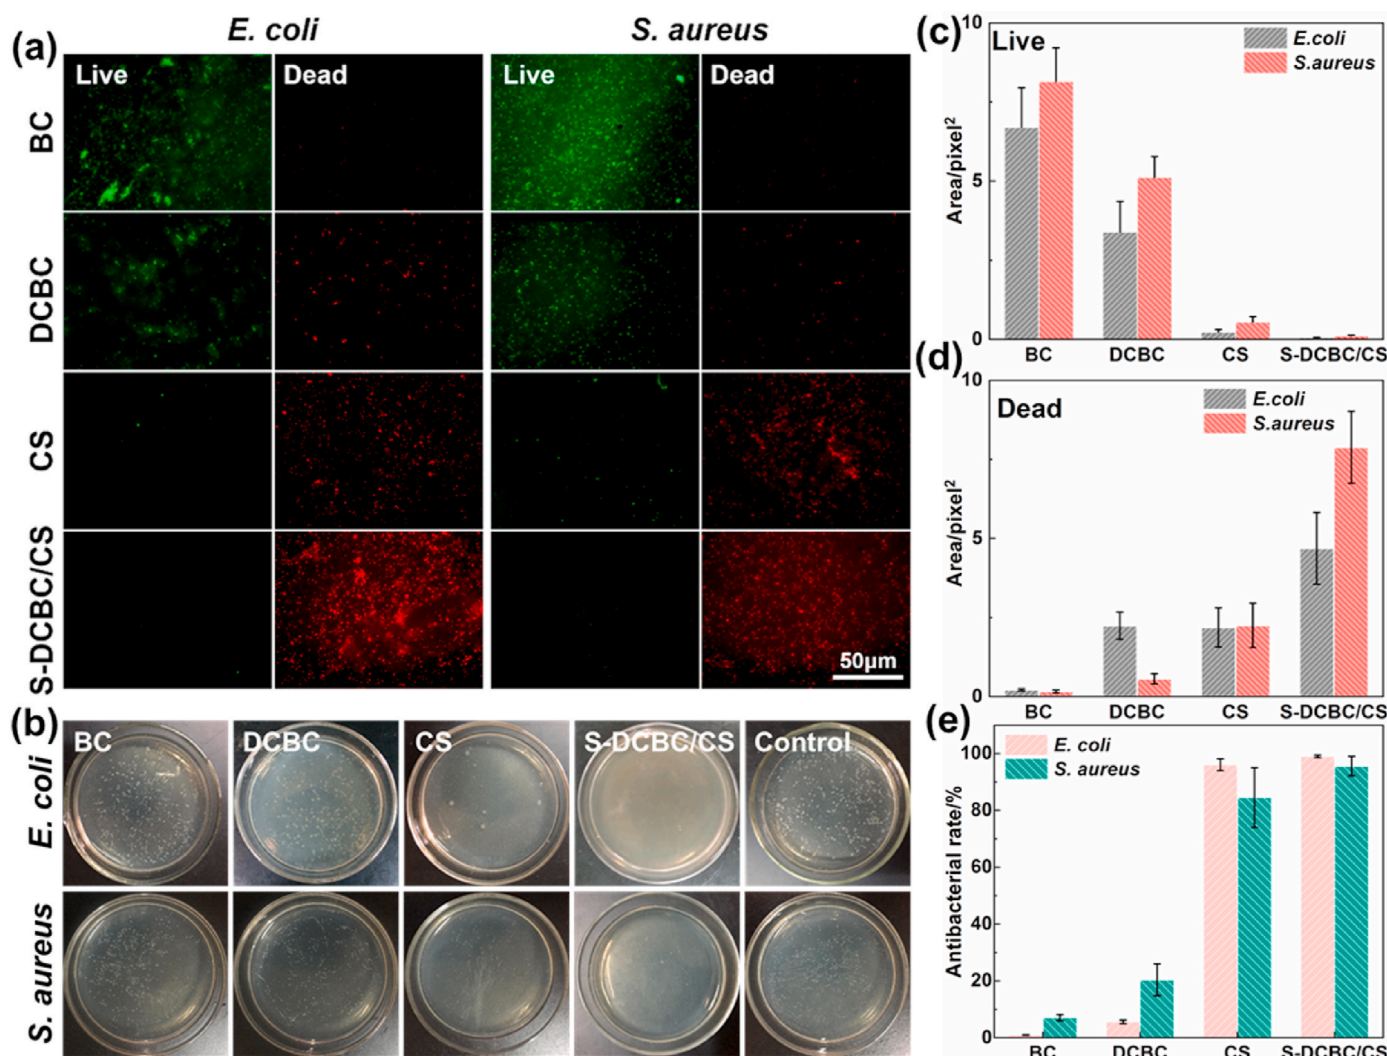 (a)
E. coli
S. aureus
Live
Dead
Live
Dead
BC
DCBC
CS
S-DCBC/CS
50μm
(b)
BC
DCBC
CS
S-DCBC/CS
Control
E. coli
S. aureus
(c)
Live
E.coli
S.aureus
Area/pixel²
10
5
0
BC
DCBC
CS
S-DCBC/CS
(d)
Dead
E.coli
S.aureus
Area/pixel²
10
5
0
BC
DCBC
CS
S-DCBC/CS
(e)
E. coli
S. aureus
Antibacterial rate/%
100
80
60
40
20
0
BC
DCBC
CS
S-DCBC/CS